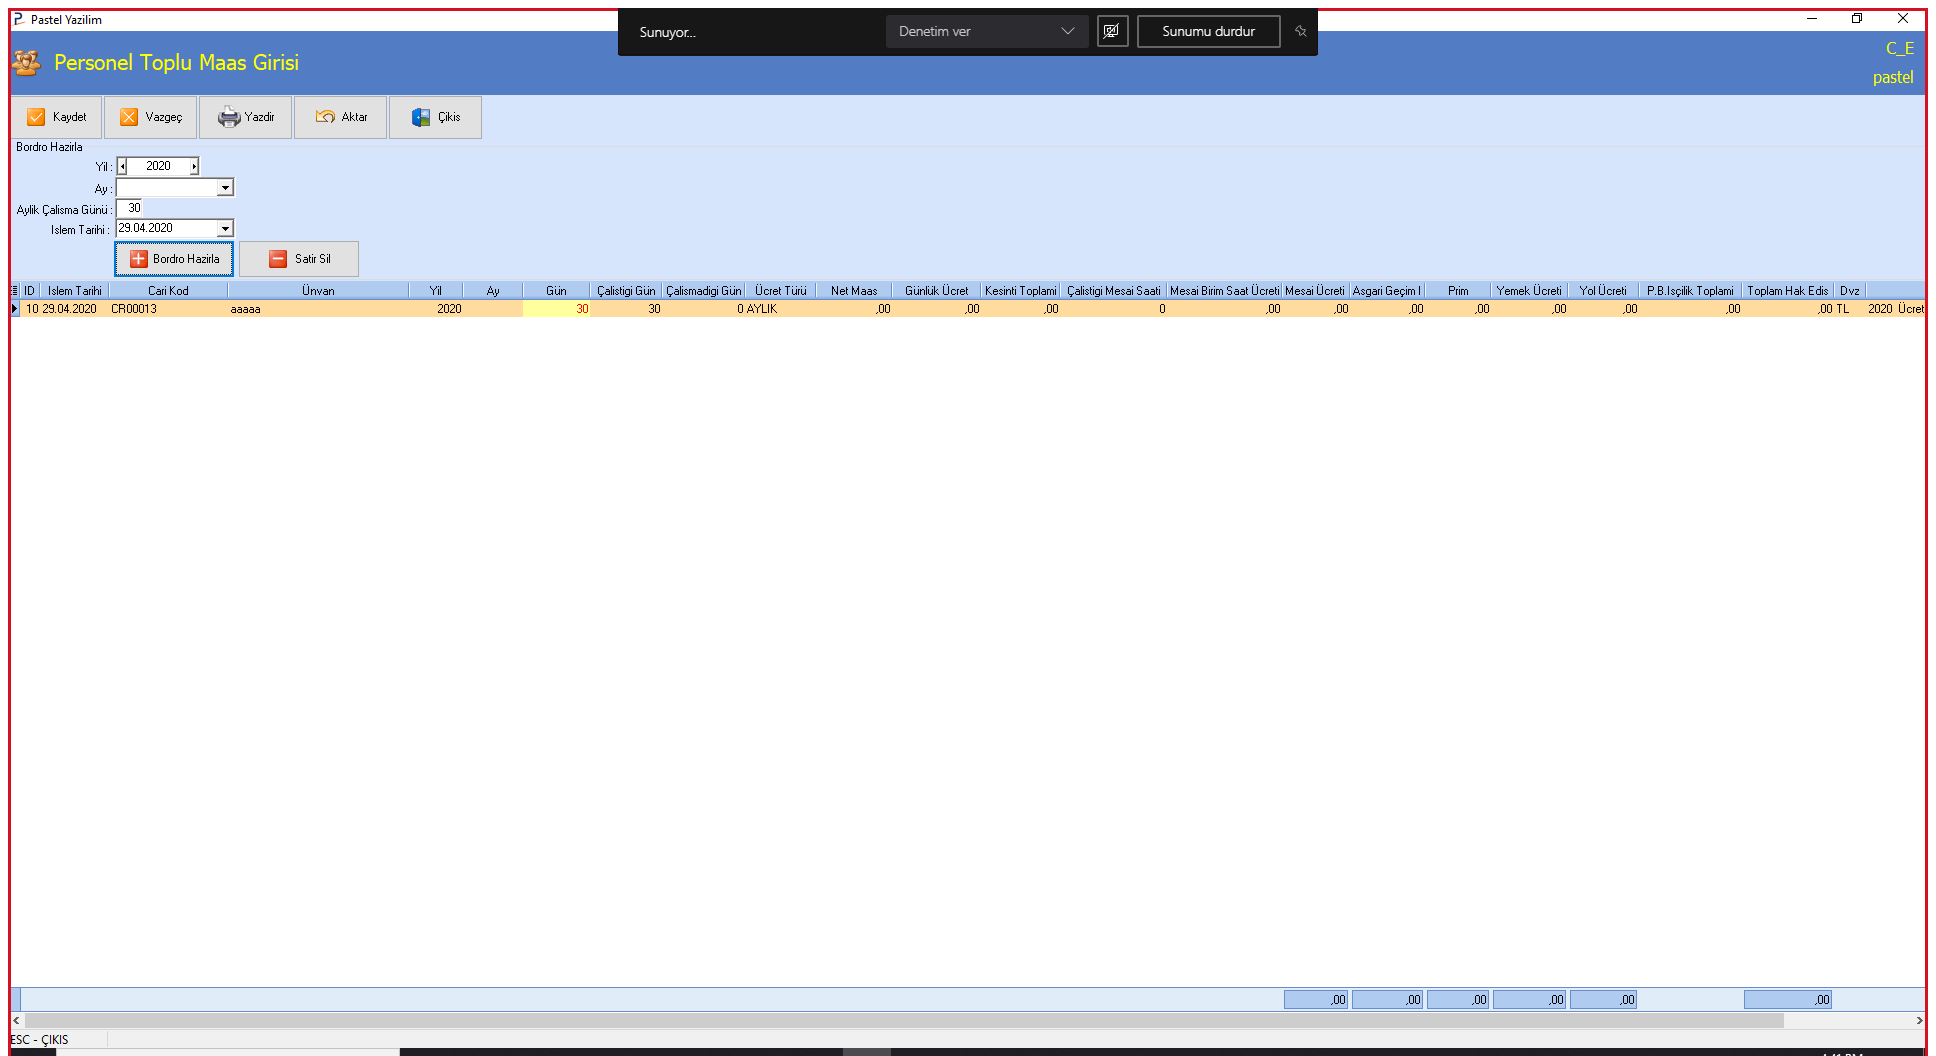 Pastel Yazilim
Sunuyor...
Denetim ver
Sunumu durdur
Personel Toplu Maas Girisi
C_E
pastel
Kaydet Vazgeç Yazdir Aktar Çikis
Bordro Hazirla
Yil : 2020
Ay :
Aylik Çalisma Günü : 30
Islem Tarihi : 29.04.2020
Bordro Hazirla Satir Sil
ID Islem Tarihi Cari Kod Ünvan Yil Ay Gün Çalistigi Gün Çalismadigi Gün Ücret Türü Net Maas Günlük Ücret Kesinti Toplami Çalistigi Mesai Saati Mesai Birim Saat Ücreti Mesai Ücreti Asgari Geçim I Prim Yemek Ücreti Yol Ücreti P.B.Isçilik Toplami Toplam Hak Edis Dvz
10 29.04.2020 CR00013 aaaaa 2020 30 30 0 AYLIK ,00 ,00 ,00 0 ,00 ,00 ,00 ,00 ,00 ,00 ,00 ,00 TL 2020 Ücret
,00 ,00 ,00 ,00 ,00 ,00
ESC - ÇIKIS